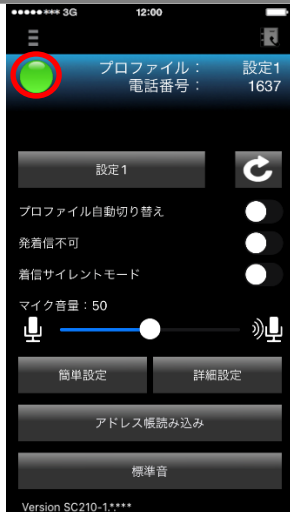 ●●●●●*** 3G 12:00
プロファイル： 設定1
電話番号： 1637
設定1
プロファイル自動切り替え
発着信不可
着信サイレントモード
マイク音量：50
簡単設定 詳細設定
アドレス帳読み込み
標準音
Version SC210-1.*.***